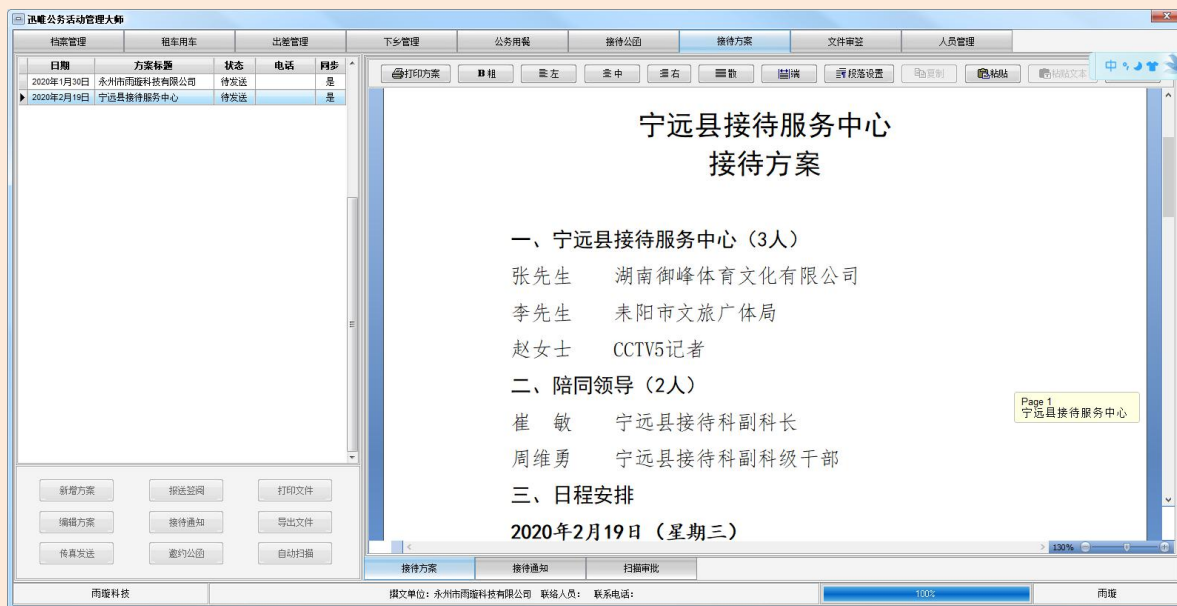 迅唯公务活动管理大师
档案管理 租车用车 出差管理 下乡管理 公务用餐 接待公函 接待方案 文件审签 人员管理
日期 方案标题 状态 电话 同步
2020年1月30日 永州市雨璇科技有限公司 待发送 是
2020年2月19日 宁远县接待服务中心 待发送 是
打印方案 B 粗 左 中 右 散 端 段落设置 复制 粘贴 粘贴文本
中
宁远县接待服务中心
接待方案
一、宁远县接待服务中心（3人）
张先生 湖南御峰体育文化有限公司
李先生 耒阳市文旅广体局
赵女士 CCTV5记者
二、陪同领导（2人）
崔 敏 宁远县接待科副科长
周维勇 宁远县接待科副科级干部
三、日程安排
2020年2月19日（星期三）
Page 1
宁远县接待服务中心
新增方案 报送签阅 打印文件
编辑方案 接待通知 导出文件
传真发送 邀约公函 自动扫描
130%
接待方案 接待通知 扫描审批
雨璇科技 撰文单位：永州市雨璇科技有限公司 联络人员： 联系电话： 100% 雨璇